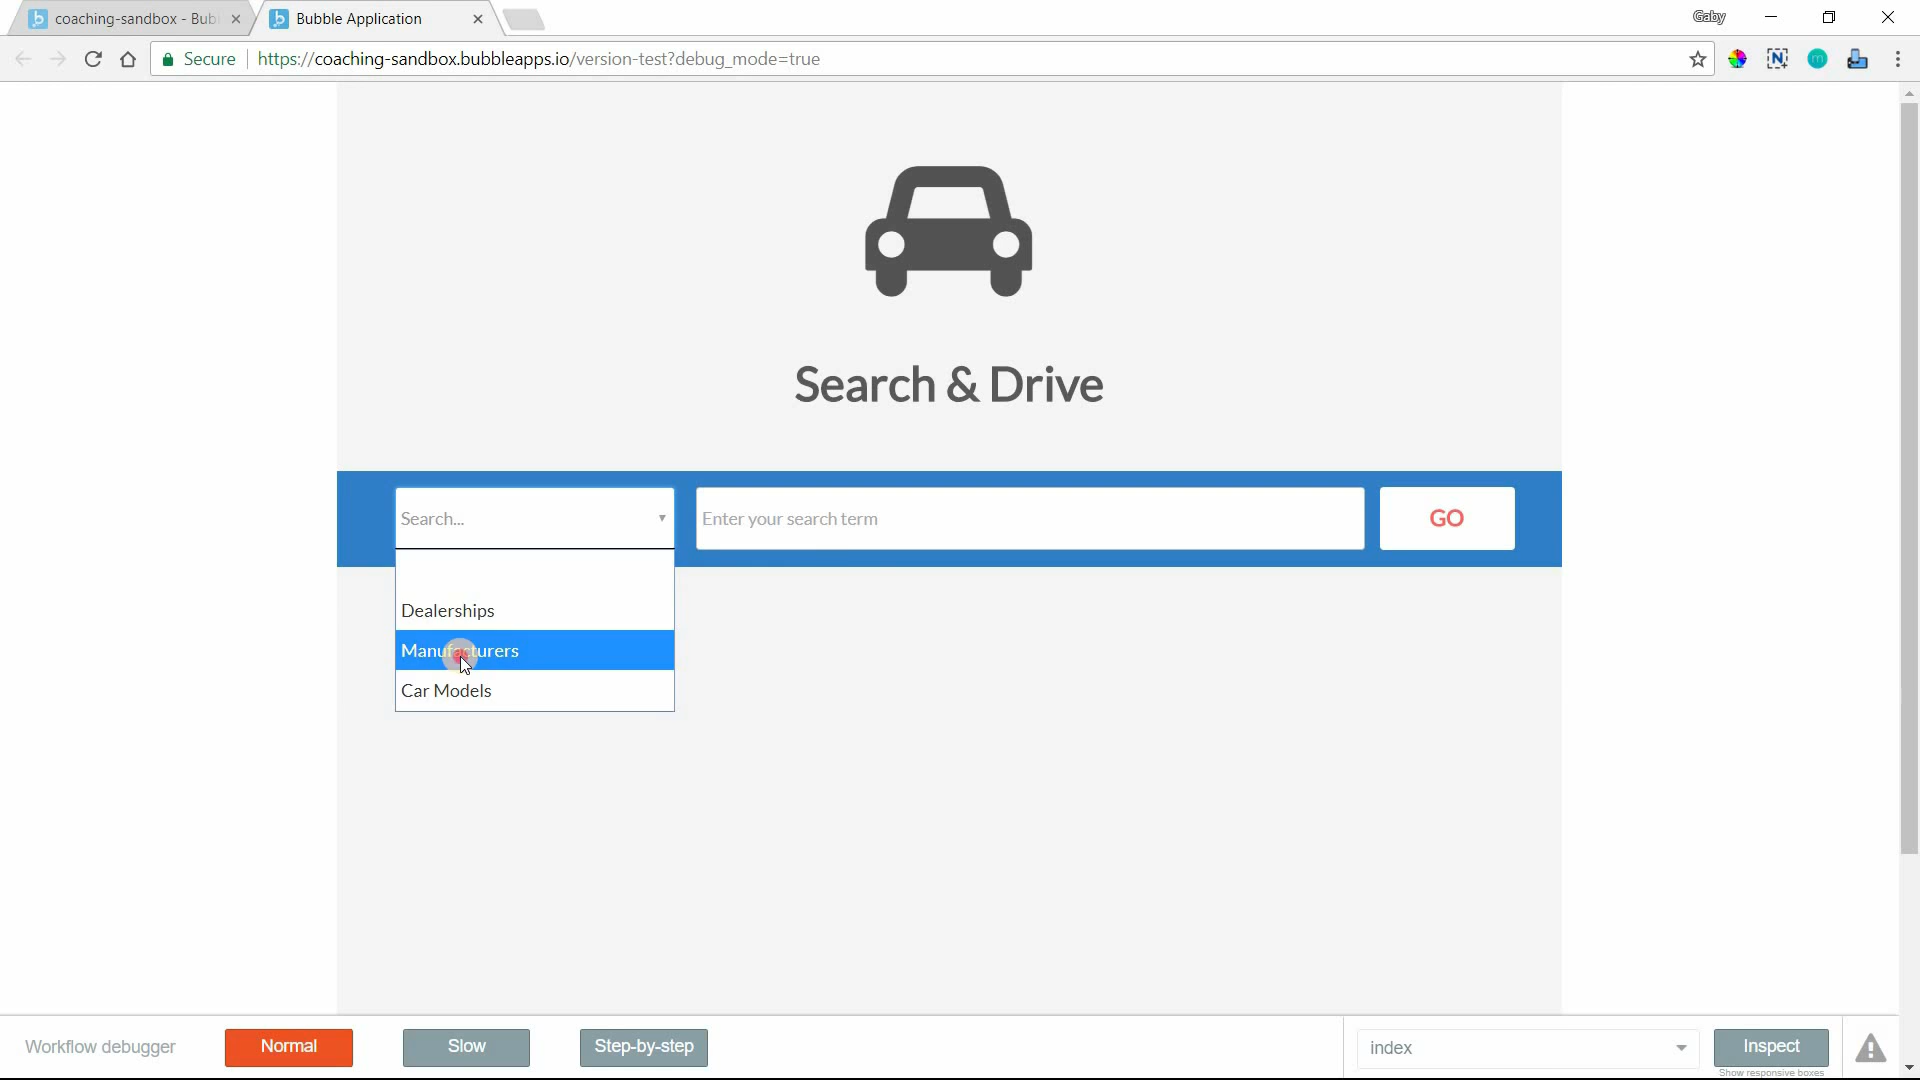 coaching-sandbox - Bub
Bubble Application
Gaby
Secure
https://coaching-sandbox.bubbleapps.io/version-test?debug_mode=true
Search & Drive
Search...
Enter your search term
GO
Dealerships
Manufacturers
Car Models
Workflow debugger
Normal
Slow
Step-by-step
index
Inspect
Show responsive boxes